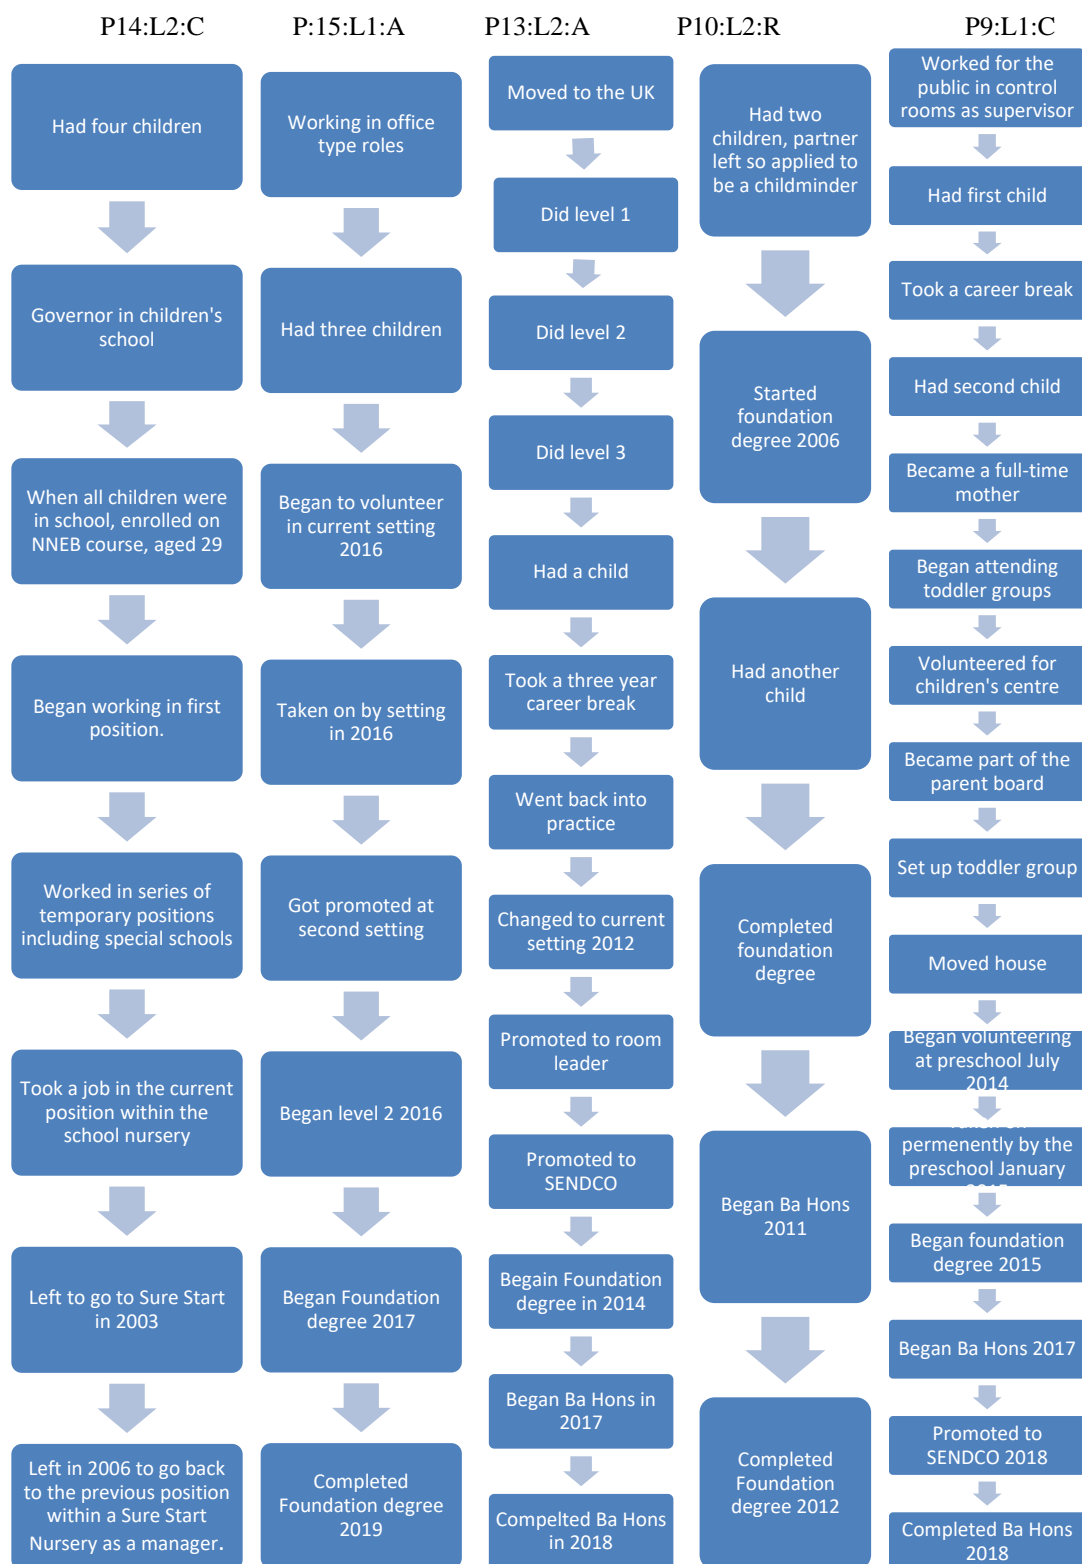 P14:L2:C
P:15:L1:A
P13:L2:A
P10:L2:R
P9:L1:C
Had four children
Governor in children's
school
When all children were
in school, enrolled on
NNEB course, aged 29
Began working in first
position.
Worked in series of
temporary positions
including special schools
Took a job in the current
position within the
school nursery
Left to go to Sure Start
in 2003
Left in 2006 to go back
to the previous position
within a Sure Start
Nursery as a manager.
Working in office
type roles
Had three children
Began to volunteer
in current setting
2016
Taken on by setting
in 2016
Got promoted at
second setting
Began level 2 2016
Began Foundation
degree 2017
Completed
Foundation degree
2019
Moved to the UK
Did level 1
Did level 2
Did level 3
Had a child
Took a three year
career break
Went back into
practice
Changed to current
setting 2012
Promoted to room
leader
Promoted to
SENDCO
Begain Foundation
degree in 2014
Began Ba Hons in
2017
Compelted Ba Hons
in 2018
Had two
children, partner
left so applied to
be a childminder
Started
foundation
degree 2006
Had another
child
Completed
foundation
degree
Began Ba Hons
2011
Completed
Foundation
degree 2012
Worked for the
public in control
rooms as supervisor
Had first child
Took a career break
Had second child
Became a full-time
mother
Began attending
toddler groups
Volunteered for
children's centre
Became part of the
parent board
Set up toddler group
Moved house
Began volunteering
at preschool July
2014
permenently by the
preschool January
Began foundation
degree 2015
Began Ba Hons 2017
Promoted to
SENDCO 2018
Completed Ba Hons
2018